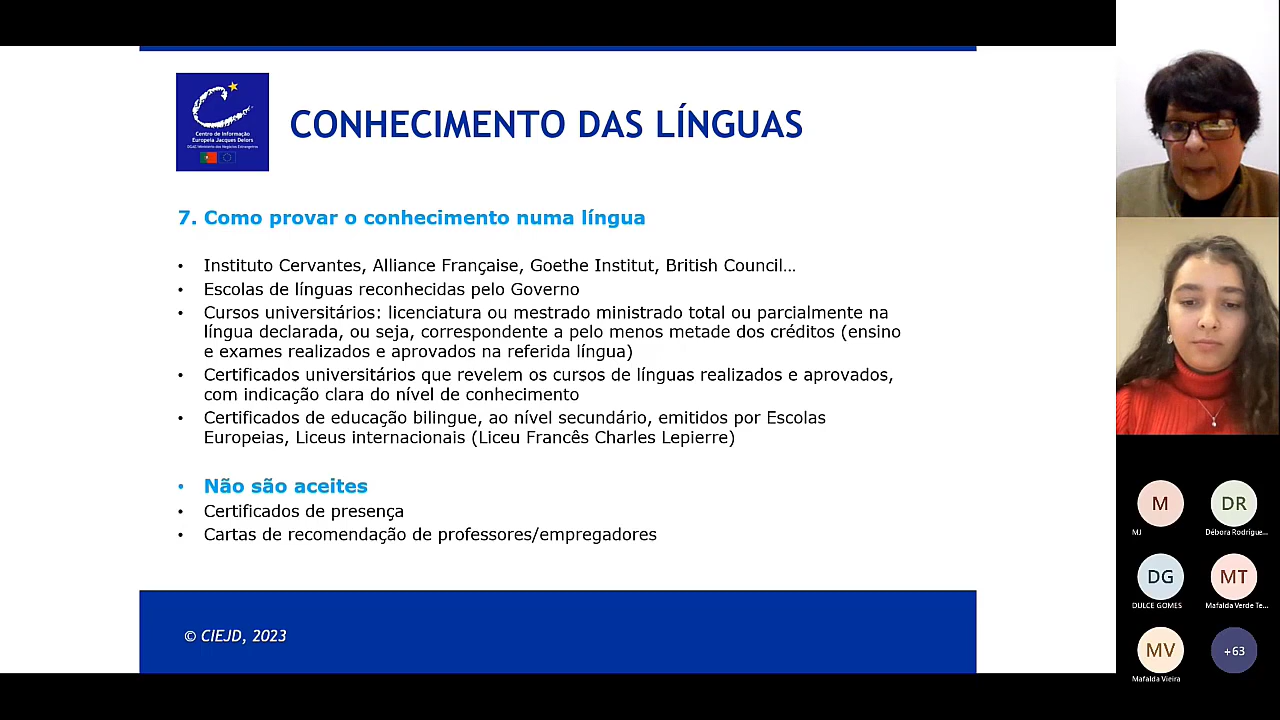 Centro de Informação
Europeia Jacques Delors
CONHECIMENTO DAS LÍNGUAS
7. Como provar o conhecimento numa língua
• Instituto Cervantes, Alliance Française, Goethe Institut, British Council...
• Escolas de línguas reconhecidas pelo Governo
• Cursos universitários: licenciatura ou mestrado ministrado total ou parcialmente na
língua declarada, ou seja, correspondente a pelo menos metade dos créditos (ensino
e exames realizados e aprovados na referida língua)
• Certificados universitários que revelem os cursos de línguas realizados e aprovados,
com indicação clara do nível de conhecimento
• Certificados de educação bilingue, ao nível secundário, emitidos por Escolas
Europeias, Liceus internacionais (Liceu Francês Charles Lepierre)
• Não são aceites
• Certificados de presença
• Cartas de recomendação de professores/empregadores
© CIEJD, 2023
M
DR
MJ
Débora Rodrigue...
DG
MT
DULCE GOMES
Mafalda Verde Te...
MV
+63
Mafalda Vieira